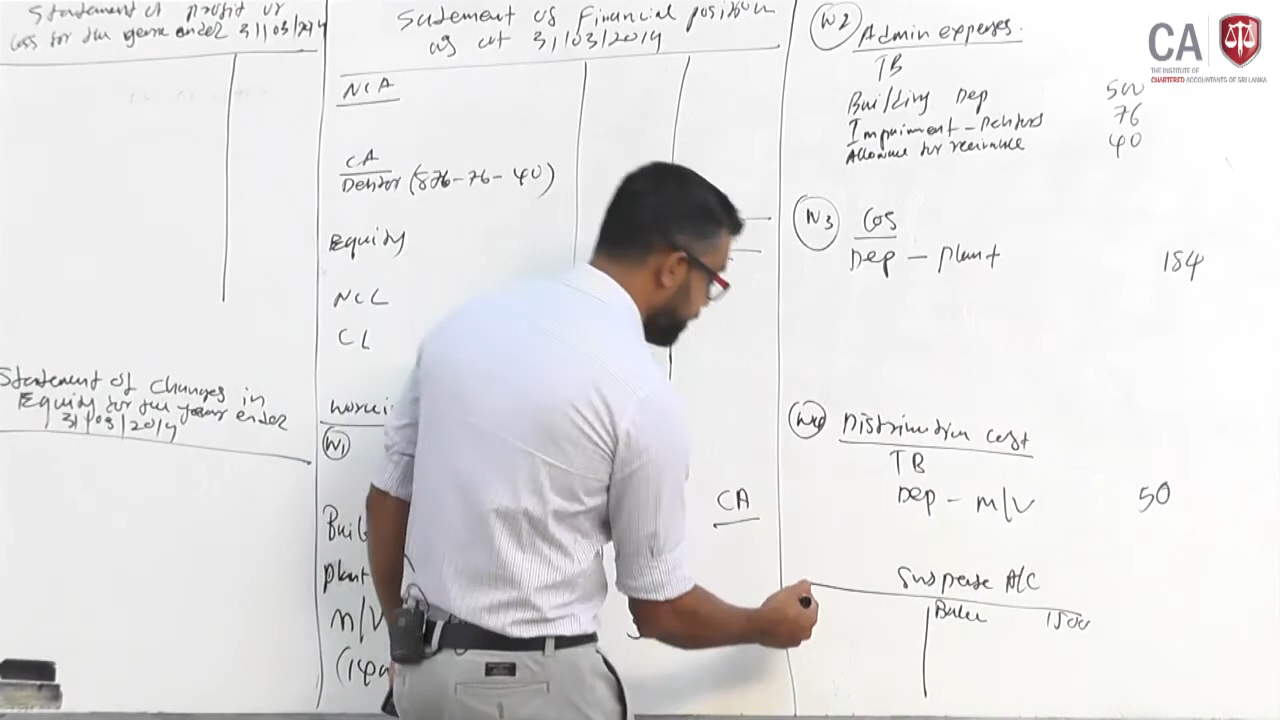 Statement of profit or
loss for the year ended 31/03/2014
Statement of Changes in
Equity for the year ended
31/03/2014
Statement of Financial position
as at 31/03/2014
NCA
CA
Debtor (876-76-40)
Equity
NCL
CL
Worki
W1
CA
Buil
Plant
M/V
W2 Admin expenses.
TB
Building Dep 500
Impairment - Debtors 76
Allowance for receivable 40
W3 COS
Dep - Plant 184
W4 Distribution cost
TB
Dep - M/V 50
Suspense A/C
1500
CA
THE INSTITUTE OF
CHARTERED ACCOUNTANTS OF SRI LANKA